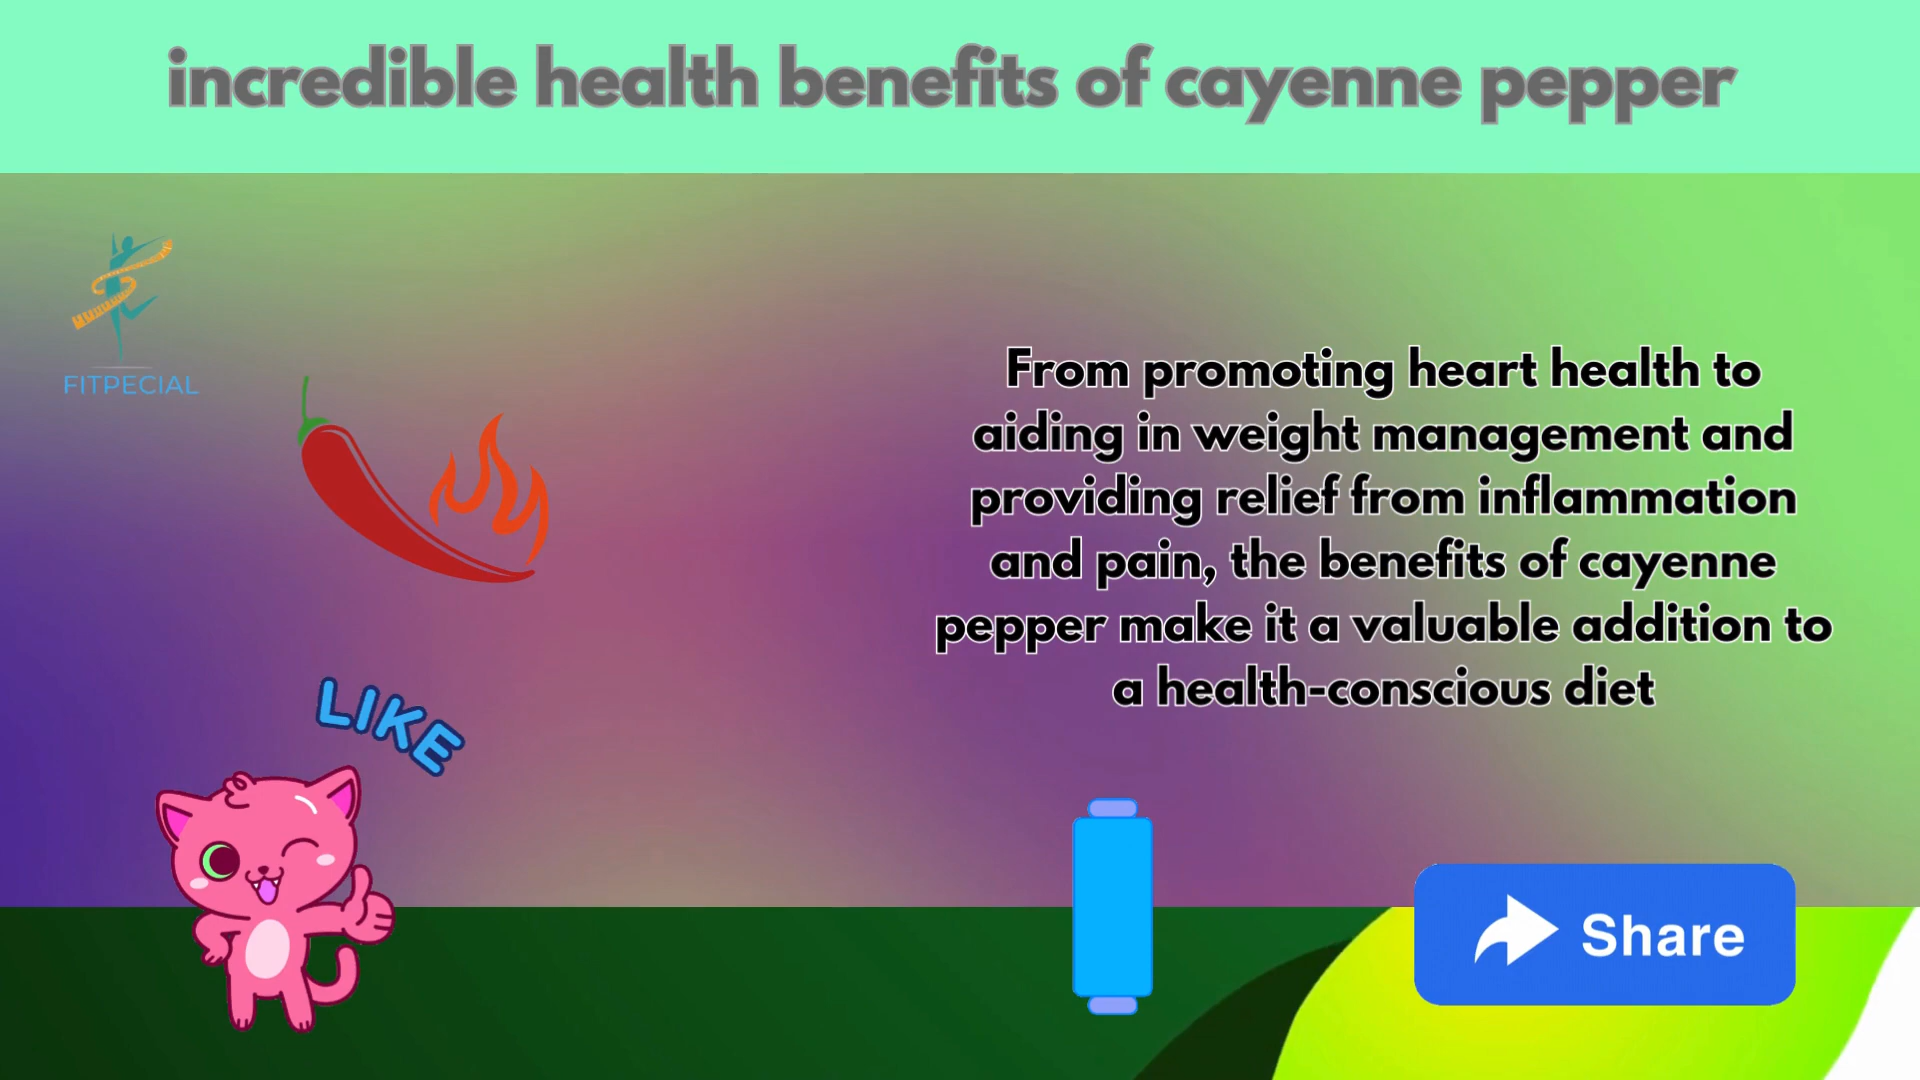 incredible health benefits of cayenne pepper
FITPECIAL
From promoting heart health to
aiding in weight management and
providing relief from inflammation
and pain, the benefits of cayenne
pepper make it a valuable addition to
a health-conscious diet
LIKE
Share